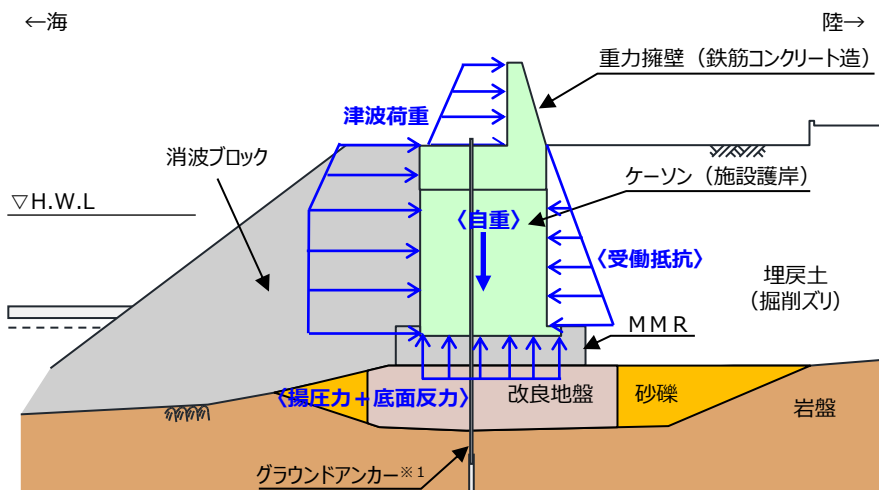 ←海
陸→
重力擁壁（鉄筋コンクリート造）
津波荷重
消波ブロック
ケーソン（施設護岸）
▽H.W.L
〈自重〉
〈受働抵抗〉
埋戻土
（掘削ズリ）
ＭＭＲ
〈揚圧力＋底面反力〉
改良地盤
砂礫
岩盤
グラウンドアンカー※１